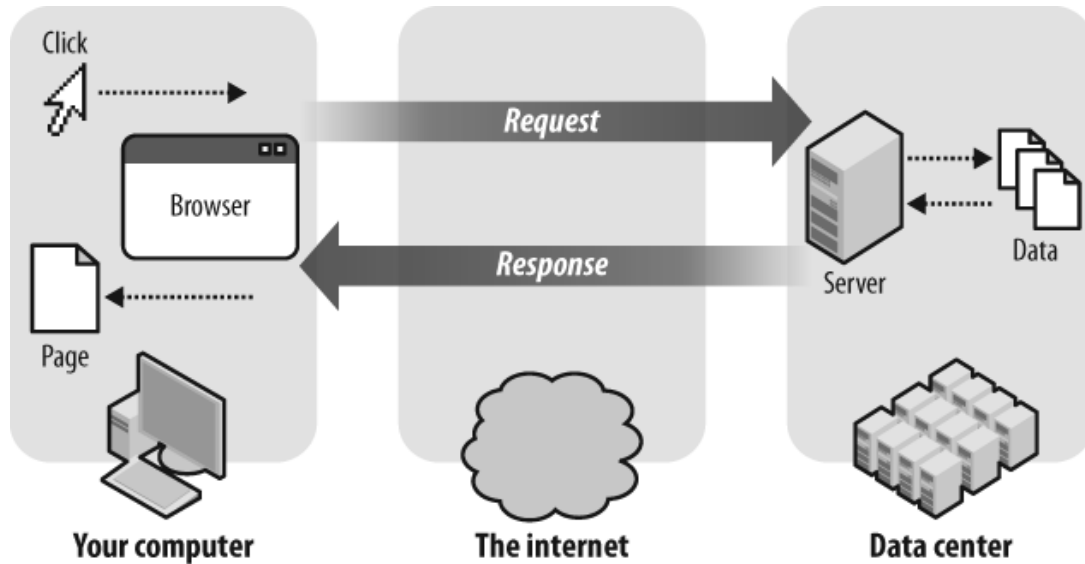 Click
Request
Browser
Response
Server
Data
Page
Your computer
The internet
Data center